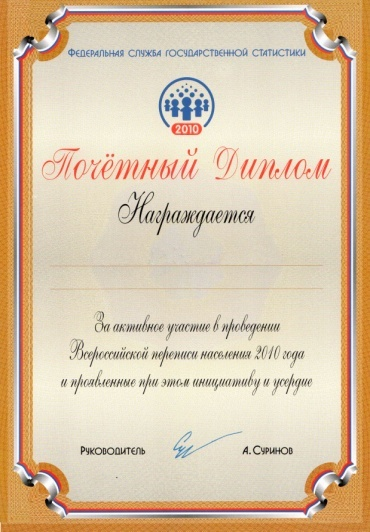 Федеральная служба государственной статистики
2010
Почётный Диплом
Награждается
За активное участие в проведении
Всероссийской переписи населения 2010 года
и проявленные при этом инициативу и усердие
Руководитель А. Суринов